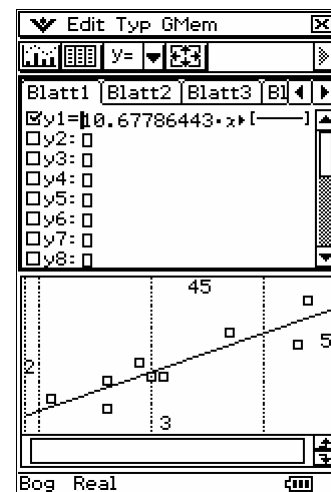 Edit Typ GMem
y=
Blatt1 Blatt2 Blatt3 Bl
y1=10.67786443·x
y2:
y3:
y4:
y5:
y6:
y7:
y8:
45
2
5
3
Bog Real